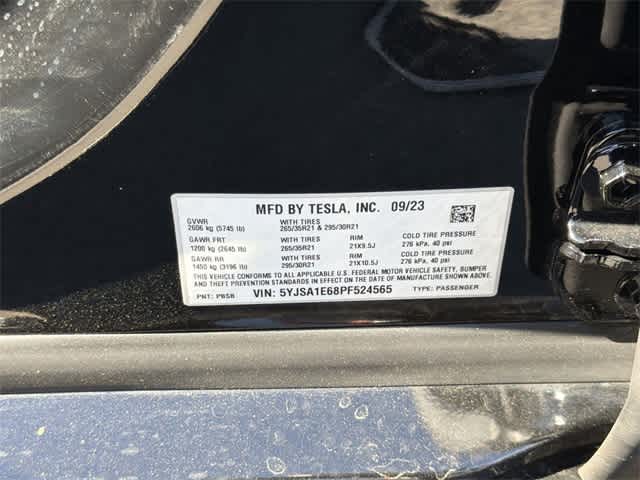 MFD BY TESLA, INC. 09/23
GVWR WITH TIRES
2606 kg (5745 lb) 265/35R21 & 295/30R21
GAWR FRT WITH TIRES RIM COLD TIRE PRESSURE
1200 kg (2645 lb) 265/35R21 21X9.5J 276 kPa, 40 psi
GAWR RR WITH TIRES RIM COLD TIRE PRESSURE
1450 kg (3196 lb) 295/30R21 21X10.5J 276 kPa, 40 psi
THIS VEHICLE CONFORMS TO ALL APPLICABLE U.S. FEDERAL MOTOR VEHICLE SAFETY, BUMPER
AND THEFT PREVENTION STANDARDS IN EFFECT ON THE DATE OF MANUFACTURE SHOWN ABOVE.
PNT: PBSB VIN: 5YJSA1E68PF524565 TYPE: PASSENGER